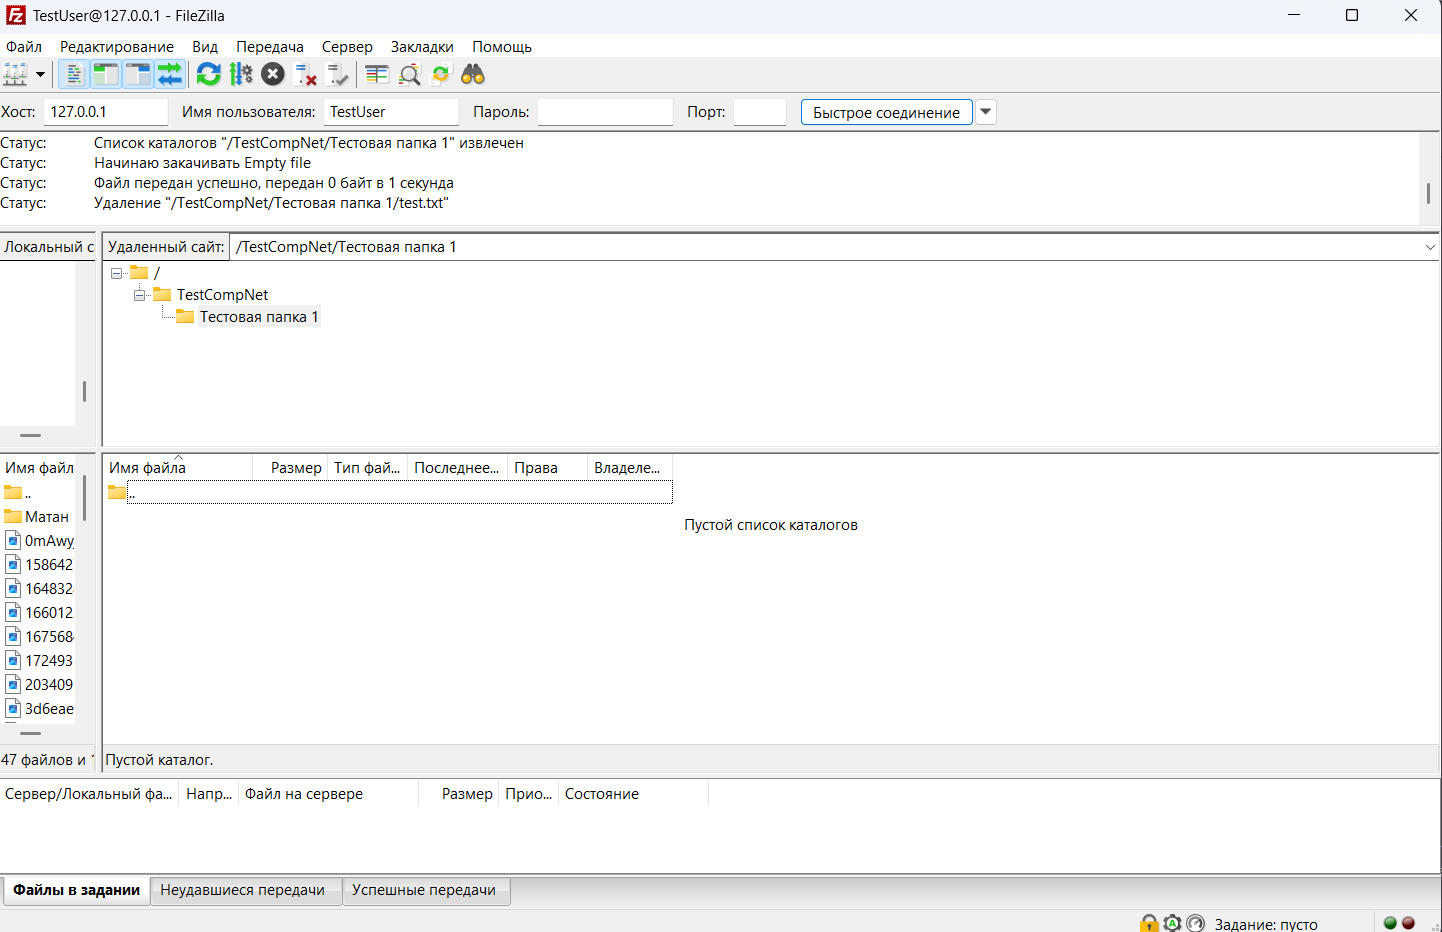 TestUser@127.0.0.1 - FileZilla
Файл Редактирование Вид Передача Сервер Закладки Помощь
Хост: 127.0.0.1 Имя пользователя: TestUser Пароль: Порт: Быстрое соединение
Статус: Список каталогов "/TestCompNet/Тестовая папка 1" извлечен
Статус: Начинаю закачивать Empty file
Статус: Файл передан успешно, передан 0 байт в 1 секунда
Статус: Удаление "/TestCompNet/Тестовая папка 1/test.txt"
Локальный с
Удаленный сайт: /TestCompNet/Тестовая папка 1
/
TestCompNet
Тестовая папка 1
Имя файл
..
Матан
0mAwy
158642
164832
166012
167568
172493
203409
3d6eae
47 файлов и 1
Имя файла Размер Тип фай... Последнее... Права Владеле...
..
Пустой список каталогов
Пустой каталог.
Сервер/Локальный фа... Напр... Файл на сервере Размер Прио... Состояние
Файлы в задании Неудавшиеся передачи Успешные передачи
Задание: пусто